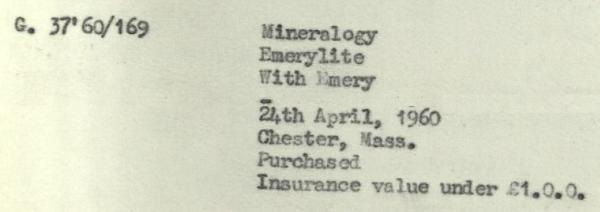 G. 37'60/169
Mineralogy
Emerylite
With Emery
24th April, 1960
Chester, Mass.
Purchased
Insurance value under £1.0.0.